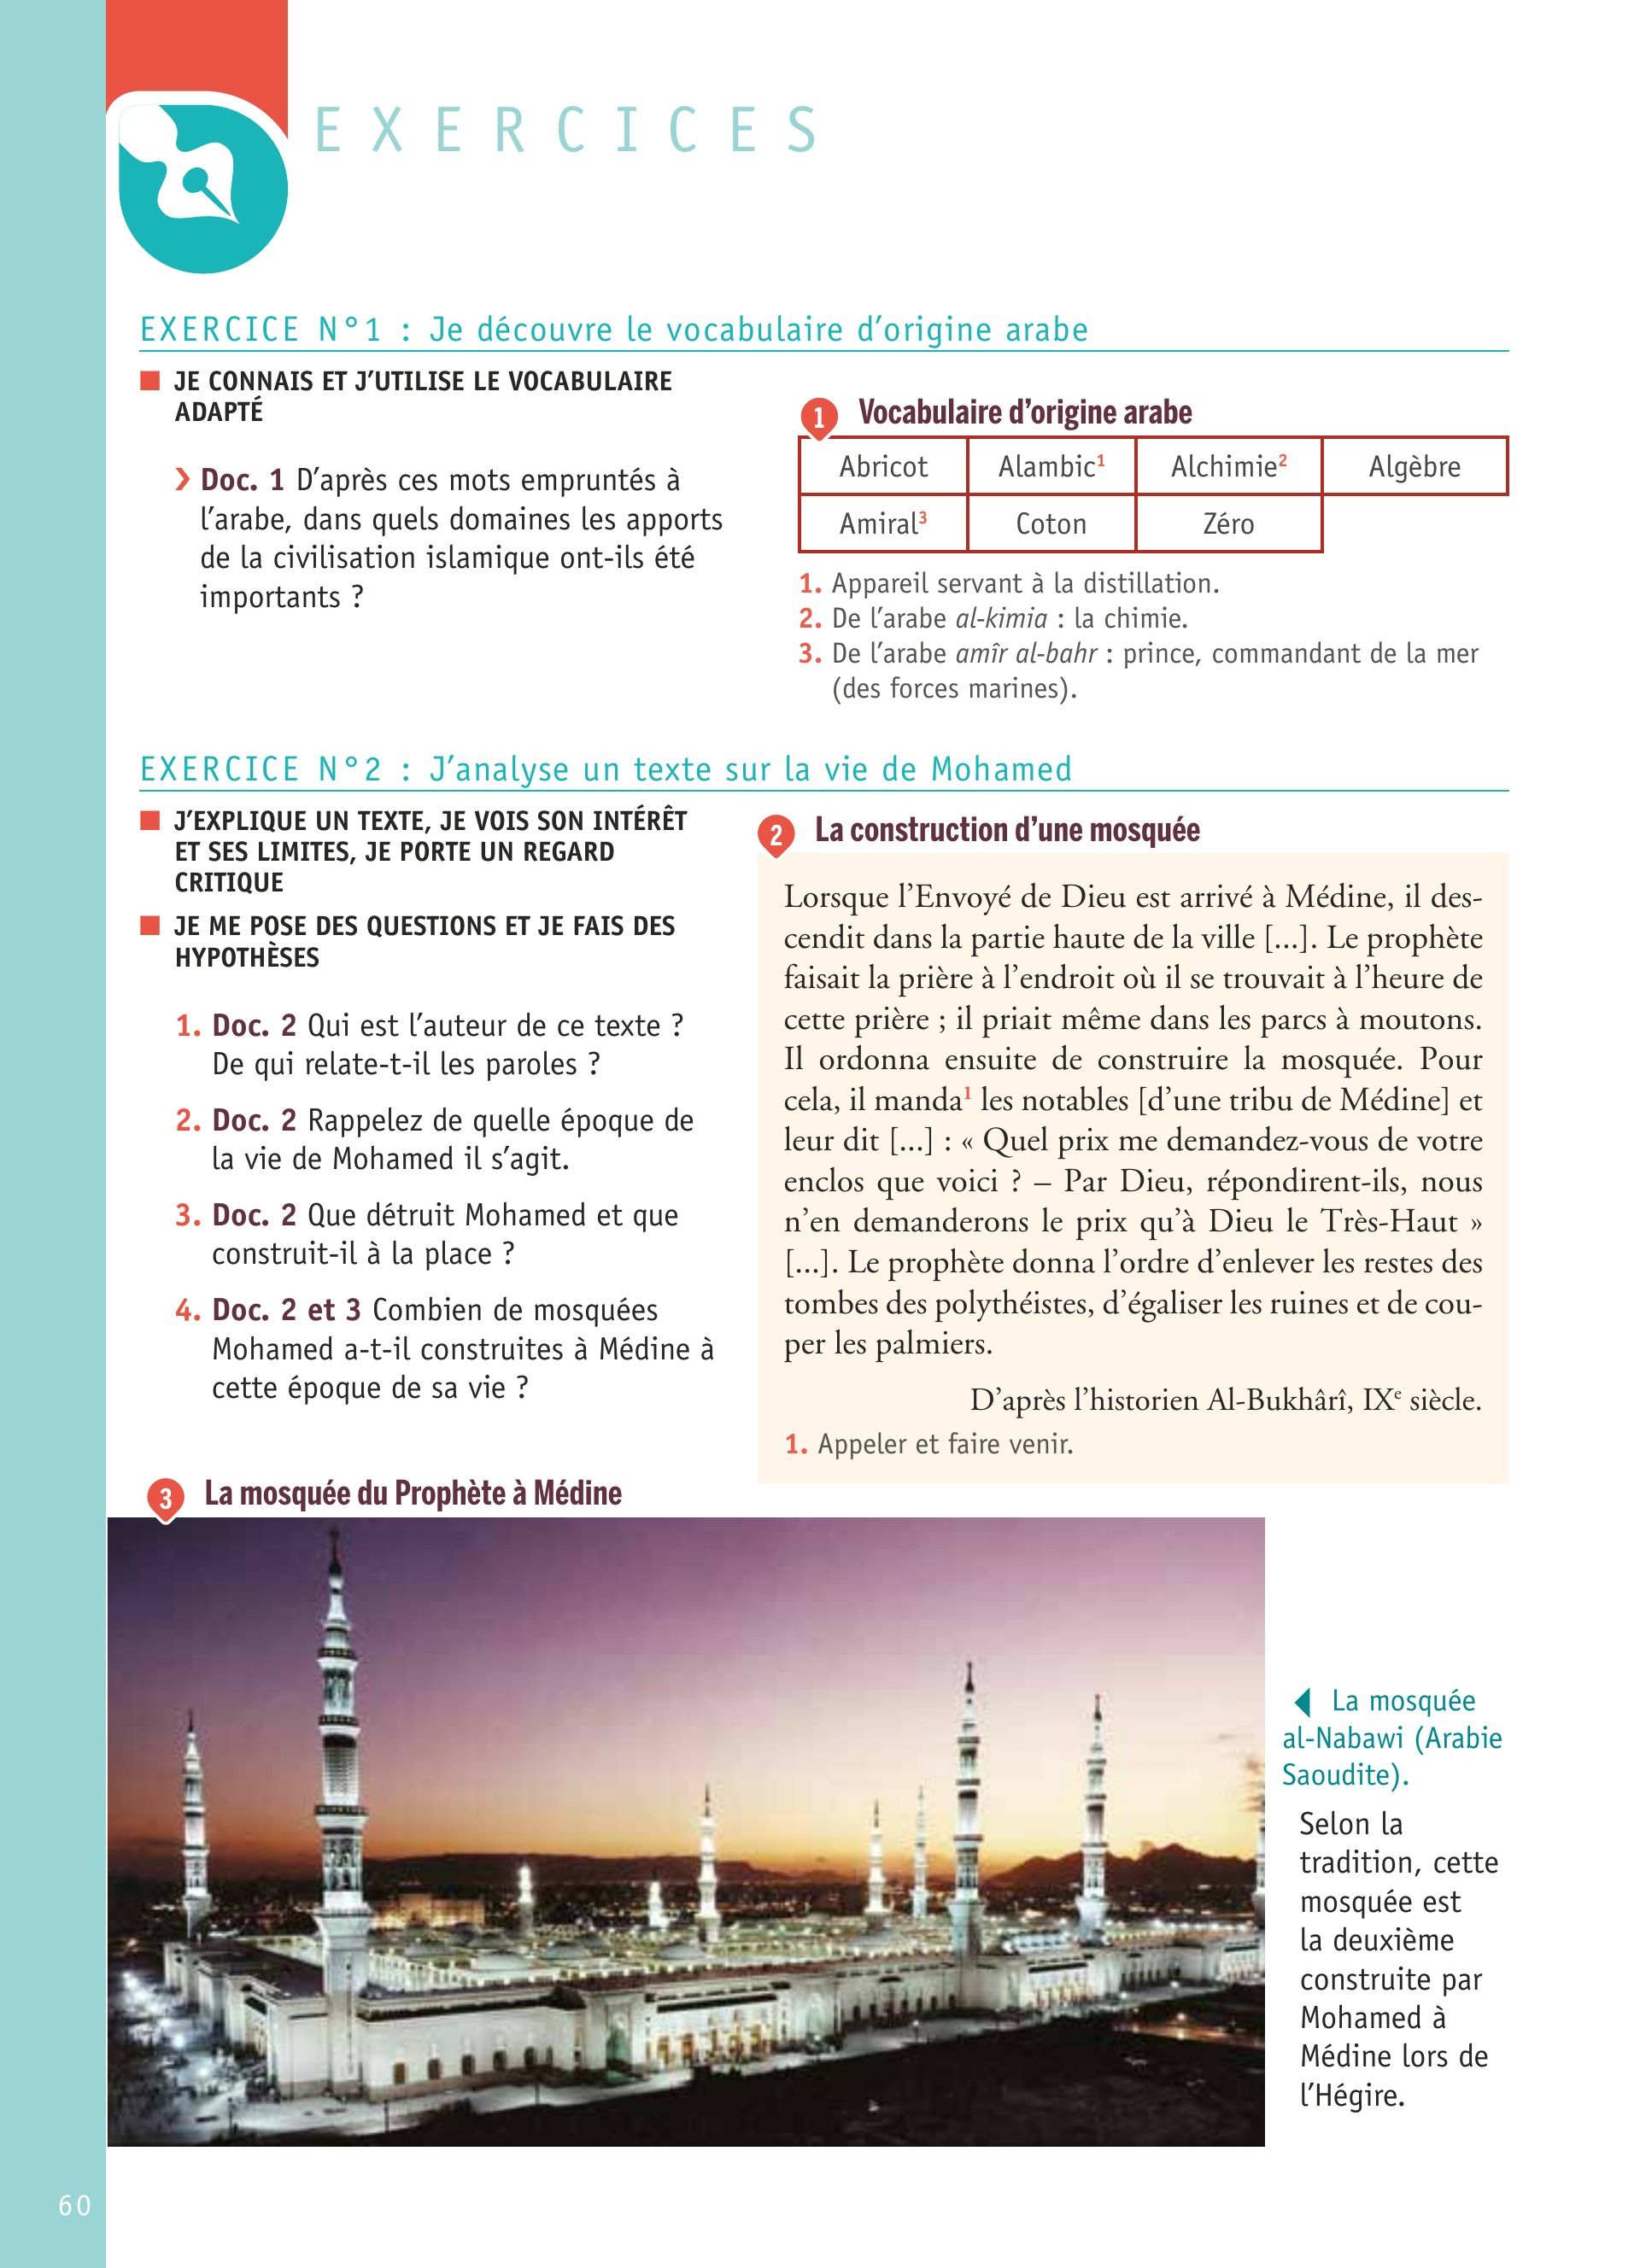 EXERCICES
EXERCICE N°1 : Je découvre le vocabulaire d’origine arabe
JE CONNAIS ET J’UTILISE LE VOCABULAIRE
ADAPTÉ
Doc. 1 D’après ces mots empruntés à
l’arabe, dans quels domaines les apports
de la civilisation islamique ont-ils été
importants ?
1 Vocabulaire d’origine arabe
Abricot Alambic1 Alchimie2 Algèbre
Amiral3 Coton Zéro
1. Appareil servant à la distillation.
2. De l’arabe al-kimia : la chimie.
3. De l’arabe amîr al-bahr : prince, commandant de la mer
(des forces marines).
EXERCICE N°2 : J’analyse un texte sur la vie de Mohamed
J’EXPLIQUE UN TEXTE, JE VOIS SON INTÉRÊT
ET SES LIMITES, JE PORTE UN REGARD
CRITIQUE
JE ME POSE DES QUESTIONS ET JE FAIS DES
HYPOTHÈSES
1. Doc. 2 Qui est l’auteur de ce texte ?
De qui relate-t-il les paroles ?
2. Doc. 2 Rappelez de quelle époque de
la vie de Mohamed il s’agit.
3. Doc. 2 Que détruit Mohamed et que
construit-il à la place ?
4. Doc. 2 et 3 Combien de mosquées
Mohamed a-t-il construites à Médine à
cette époque de sa vie ?
2 La construction d’une mosquée
Lorsque l’Envoyé de Dieu est arrivé à Médine, il des-
cendit dans la partie haute de la ville [...]. Le prophète
faisait la prière à l’endroit où il se trouvait à l’heure de
cette prière ; il priait même dans les parcs à moutons.
Il ordonna ensuite de construire la mosquée. Pour
cela, il manda1 les notables [d’une tribu de Médine] et
leur dit [...] : « Quel prix me demandez-vous de votre
enclos que voici ? – Par Dieu, répondirent-ils, nous
n’en demanderons le prix qu’à Dieu le Très-Haut »
[...]. Le prophète donna l’ordre d’enlever les restes des
tombes des polythéistes, d’égaliser les ruines et de cou-
per les palmiers.
D’après l’historien Al-Bukhârî, IXe siècle.
1. Appeler et faire venir.
3 La mosquée du Prophète à Médine
La mosquée
al-Nabawi (Arabie
Saoudite).
Selon la
tradition, cette
mosquée est
la deuxième
construite par
Mohamed à
Médine lors de
l’Hégire.
60